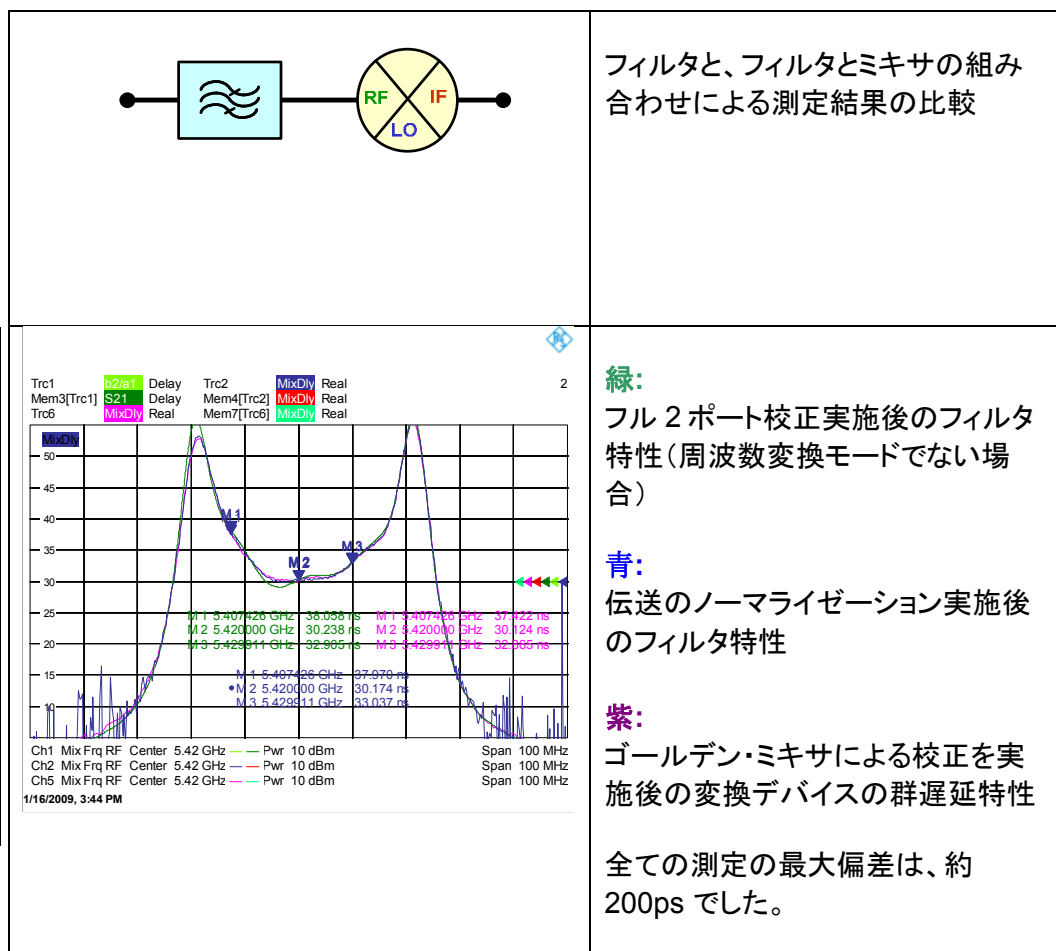 RF IF
LO
フィルタと、フィルタとミキサの組み
合わせによる測定結果の比較
Trc1 b2/a1 Delay Trc2 MixDly Real 2
Mem3[Trc1] S21 Delay Mem4[Trc2] MixDly Real
Trc6 MixDly Real Mem7[Trc6] MixDly Real
MixDly
50
45
40
35
30
25
20
15
10
M 1
M 2
M 3
M 1 5.407426 GHz 38.058 ns M 1 5.407426 GHz 37.422 ns
M 2 5.420000 GHz 30.238 ns M 2 5.420000 GHz 30.124 ns
M 3 5.429911 GHz 32.905 ns M 3 5.429911 GHz 32.865 ns
M 1 5.407426 GHz 37.970 ns
•M 2 5.420000 GHz 30.174 ns
M 3 5.429911 GHz 33.037 ns
Ch1 Mix Frq RF Center 5.42 GHz — — Pwr 10 dBm Span 100 MHz
Ch2 Mix Frq RF Center 5.42 GHz — — Pwr 10 dBm Span 100 MHz
Ch5 Mix Frq RF Center 5.42 GHz — — Pwr 10 dBm Span 100 MHz
1/16/2009, 3:44 PM
緑:
フル 2 ポート校正実施後のフィルタ
特性(周波数変換モードでない場
合)
青:
伝送のノーマライゼーション実施後
のフィルタ特性
紫:
ゴールデン・ミキサによる校正を実
施後の変換デバイスの群遅延特性
全ての測定の最大偏差は、約
200ps でした。